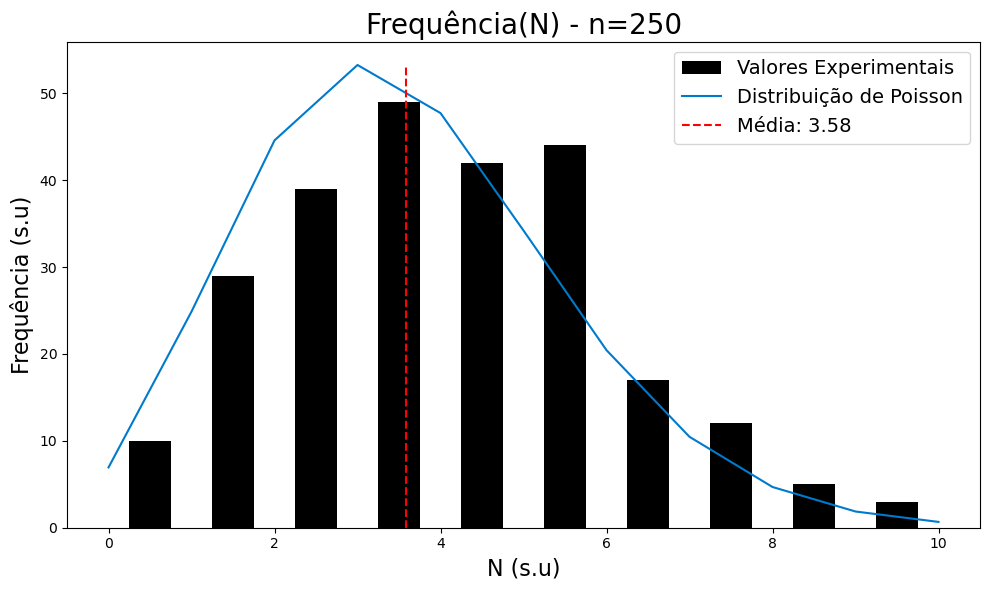 Frequência(N) - n=250
Valores Experimentais
Distribuição de Poisson
Média: 3.58
Frequência (s.u)
50
40
30
20
10
0
0 2 4 6 8 10
N (s.u)